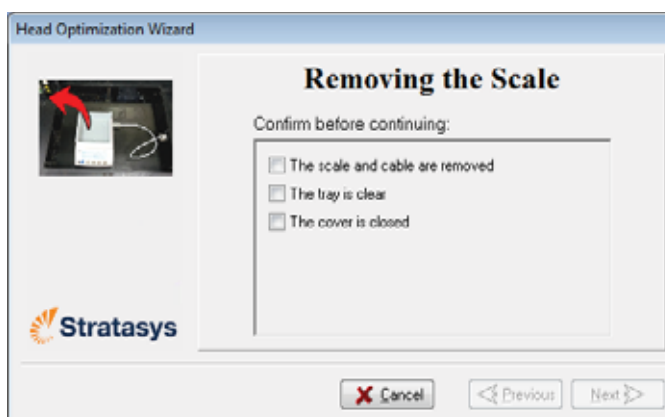 Head Optimization Wizard
Removing the Scale
Confirm before continuing:
The scale and cable are removed
The tray is clear
The cover is closed
Stratasys
Cancel
Previous
Next